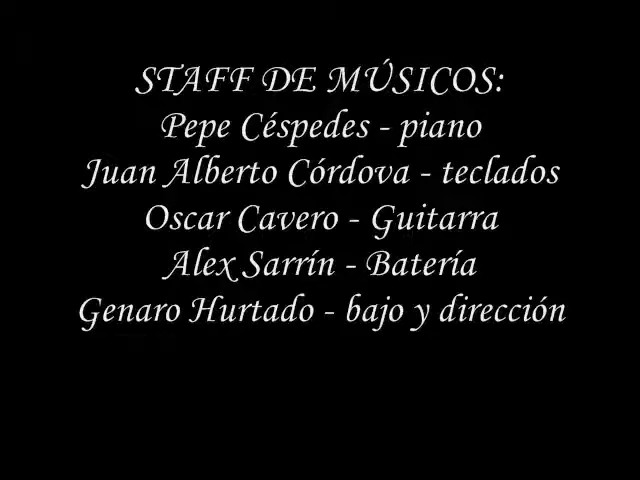 STAFF DE MÚSICOS:
Pepe Céspedes - piano
Juan Alberto Córdova - teclados
Oscar Cavero - Guitarra
Alex Sarrín - Batería
Genaro Hurtado - bajo y dirección